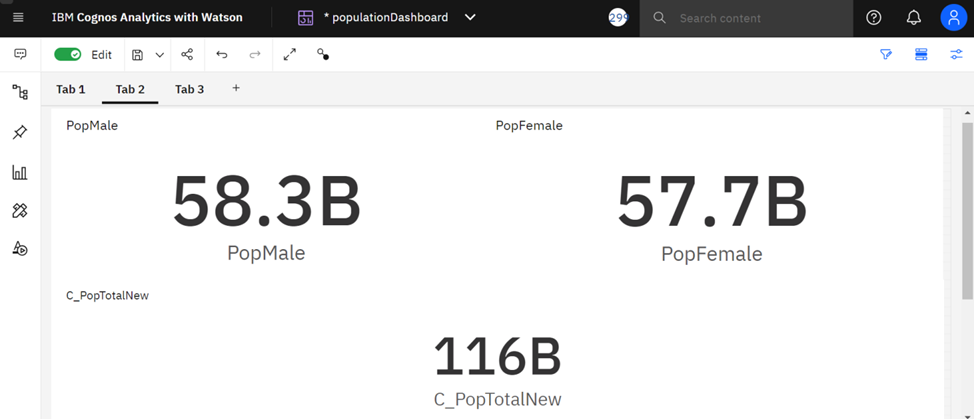 IBM Cognos Analytics with Watson
* populationDashboard
299
Search content
Edit
Tab 1
Tab 2
Tab 3
PopMale
PopFemale
58.3B
57.7B
PopMale
PopFemale
C_PopTotalNew
116B
C_PopTotalNew